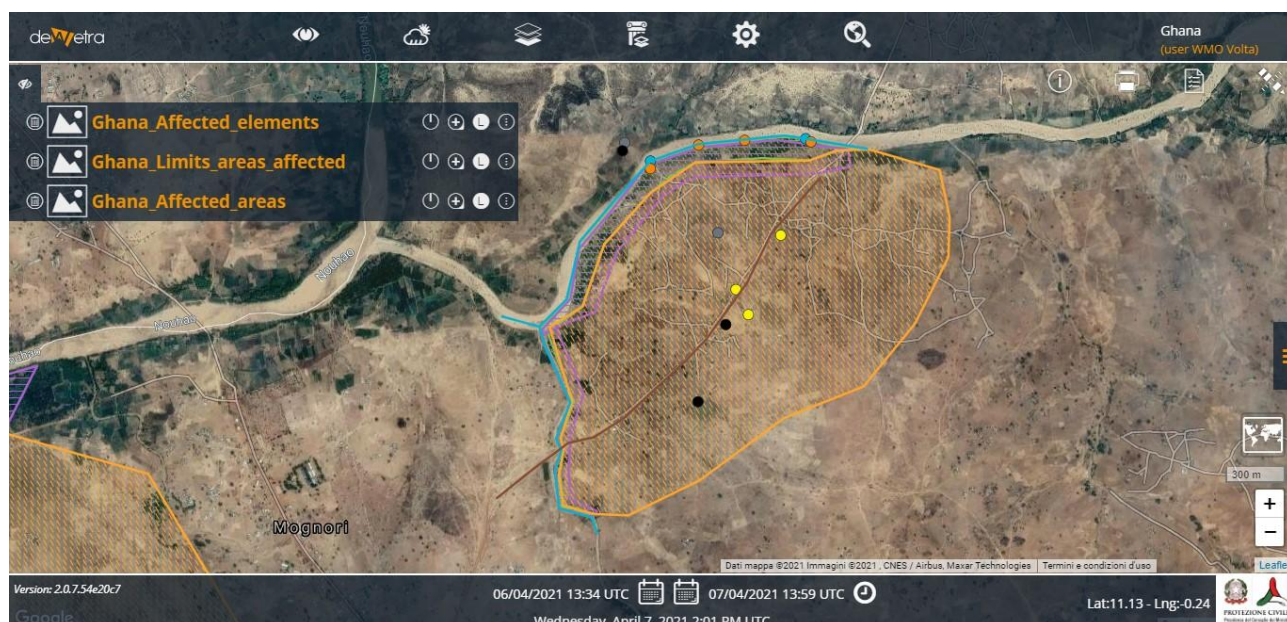 dewetra
Ghana
(user WMO Volta)
Ghana_Affected_elements
Ghana_Limits_areas_affected
Ghana_Affected_areas
Nouhao
Nouhao
Mognori
300 m
+
−
Dati mappa ©2021 Immagini ©2021 , CNES / Airbus, Maxar Technologies
Termini e condizioni d'uso
Leafle
Version: 2.0.7.54e20c7
06/04/2021 13:34 UTC
07/04/2021 13:59 UTC
Lat:11.13 - Lng:-0.24
PROTEZIONE CIVILE
Google
Wednesday, April 7, 2021 2:01 PM UTC